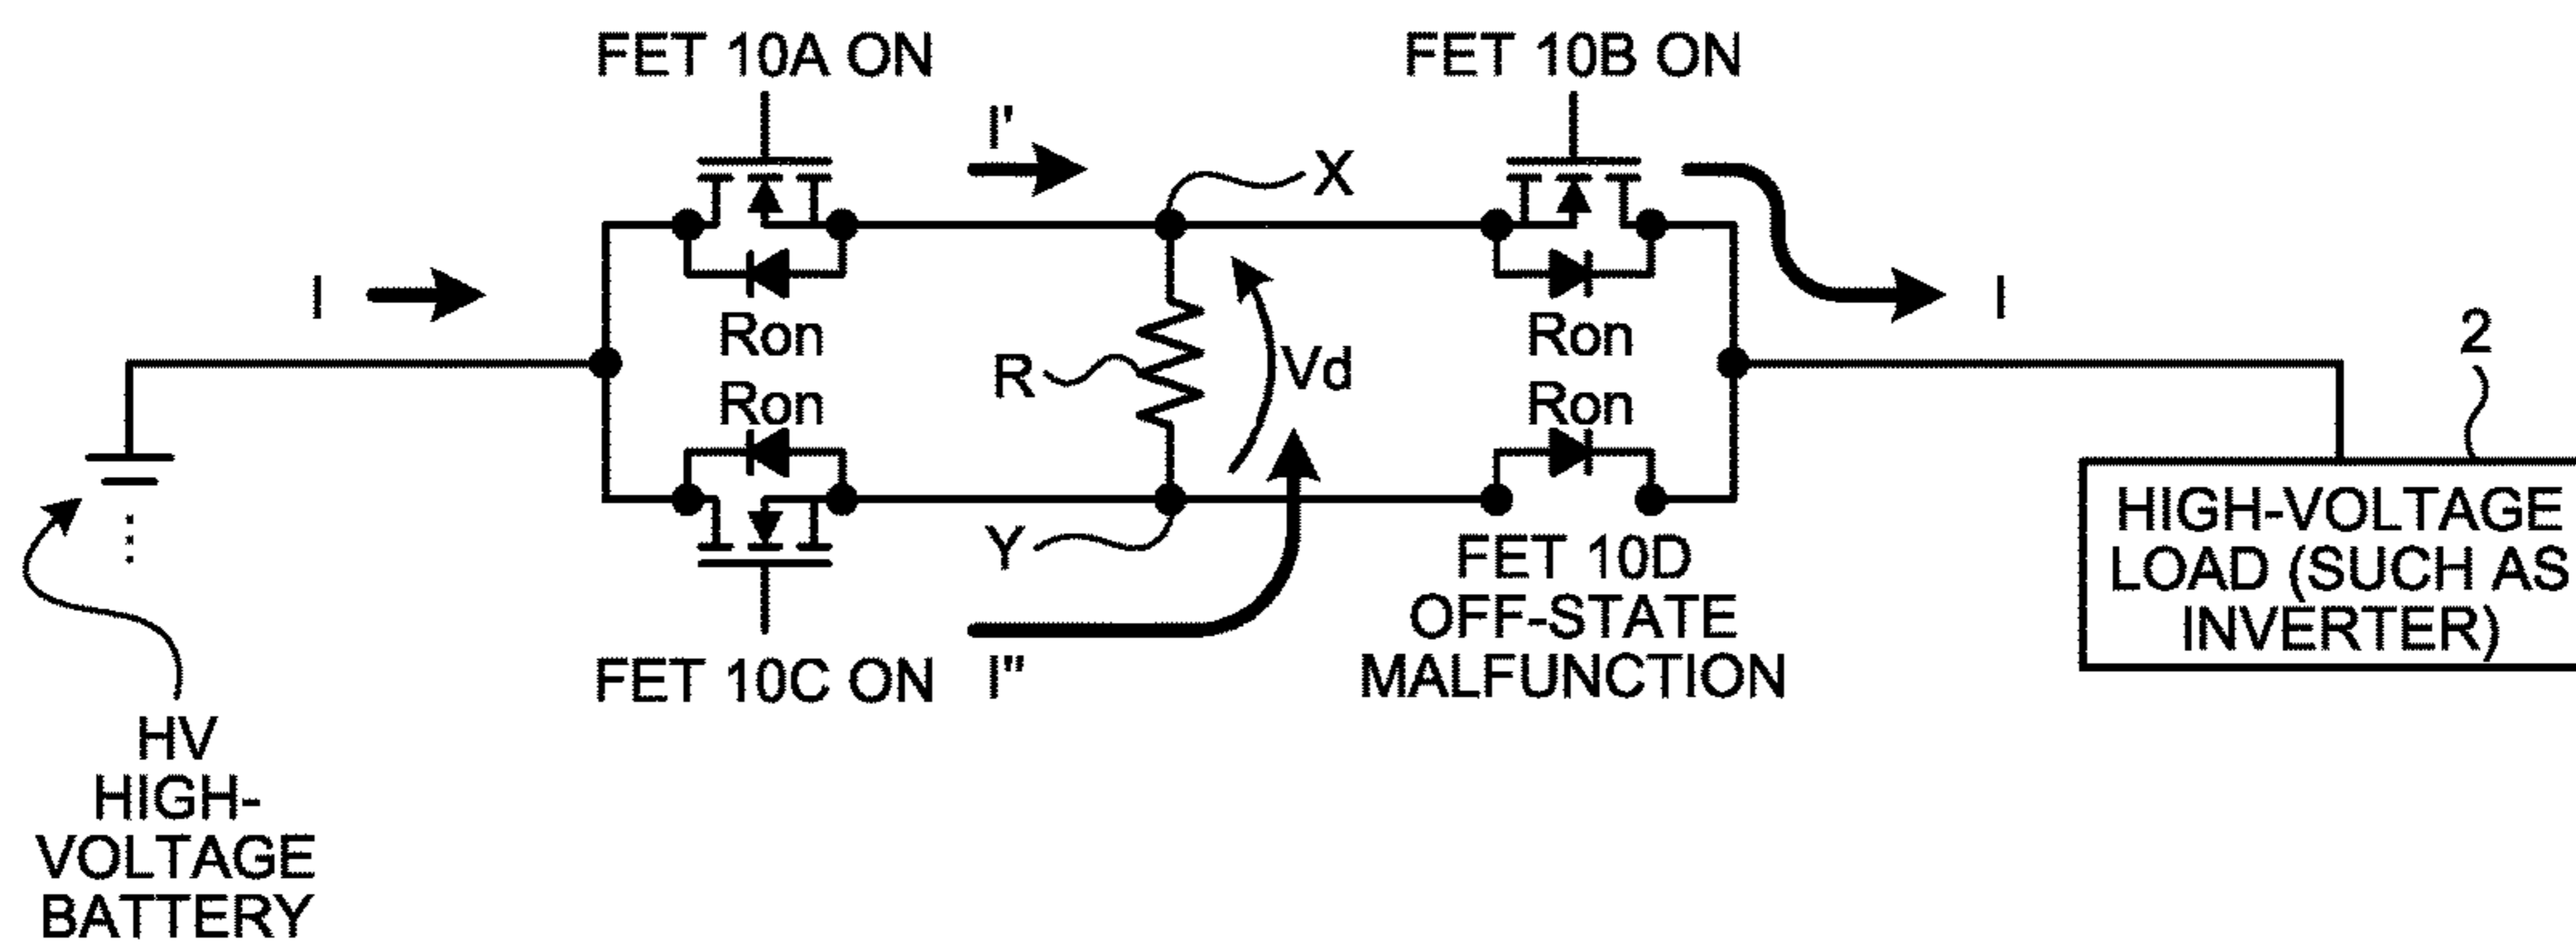 FET 10A ON
FET 10B ON
I'
X
I
Ron
Ron
I
2
R
Vd
Ron
Ron
Y
HIGH-VOLTAGE
LOAD (SUCH AS
INVERTER)
FET 10C ON
I"
FET 10D
OFF-STATE
MALFUNCTION
HV
HIGH-
VOLTAGE
BATTERY